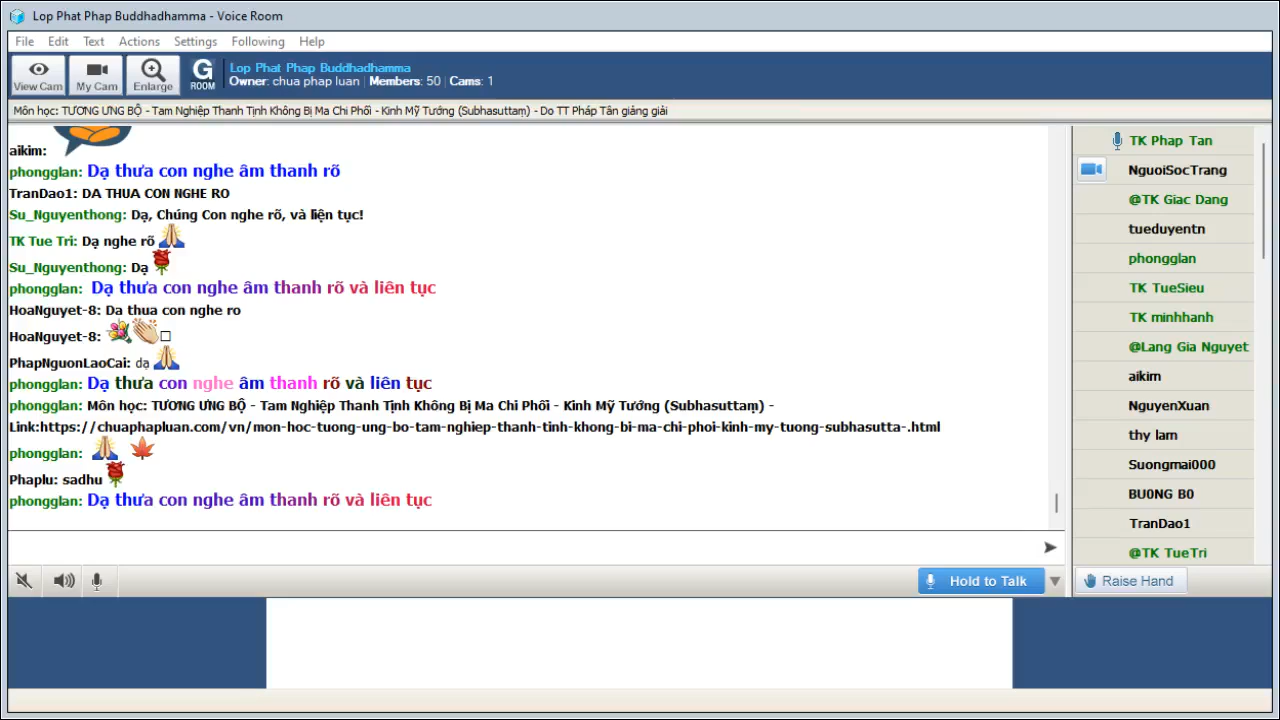 Lop Phat Phap Buddhadhamma - Voice Room
File Edit Text Actions Settings Following Help
View Cam My Cam Enlarge G ROOM
Lop Phat Phap Buddhadhamma
Owner: chua phap luan | Members: 50 | Cams: 1
Môn học: TƯƠNG ƯNG BỘ - Tam Nghiệp Thanh Tịnh Không Bị Ma Chi Phối - Kinh Mỹ Tướng (Subhasuttaṃ) - Do TT Pháp Tân giảng giải
aikim:
phongglan: Dạ thưa con nghe âm thanh rõ
TranDao1: DA THUA CON NGHE RO
Su_Nguyenthong: Dạ, Chúng Con nghe rõ, và liện tục!
TK Tue Tri: Dạ nghe rõ
Su_Nguyenthong: Dạ
phongglan: Dạ thưa con nghe âm thanh rõ và liên tục
HoaNguyet-8: Da thua con nghe ro
HoaNguyet-8:
PhapNguonLaoCai: dạ
phongglan: Dạ thưa con nghe âm thanh rõ và liên tục
phongglan: Môn học: TƯƠNG ƯNG BỘ - Tam Nghiệp Thanh Tịnh Không Bị Ma Chi Phối - Kinh Mỹ Tướng (Subhasuttaṃ) -
Link:https://chuaphapluan.com/vn/mon-hoc-tuong-ung-bo-tam-nghiep-thanh-tinh-khong-bi-ma-chi-phoi-kinh-my-tuong-subhasutta-.html
phongglan:
Phaplu: sadhu
phongglan: Dạ thưa con nghe âm thanh rõ và liên tục
Hold to Talk
TK Phap Tan
NguoiSocTrang
@TK Giac Dang
tueduyentn
phongglan
TK TueSieu
TK minhhanh
@Lang Gia Nguyet
aikim
NguyenXuan
thy lam
Suongmai000
BU0NG B0
TranDao1
@TK TueTri
Raise Hand